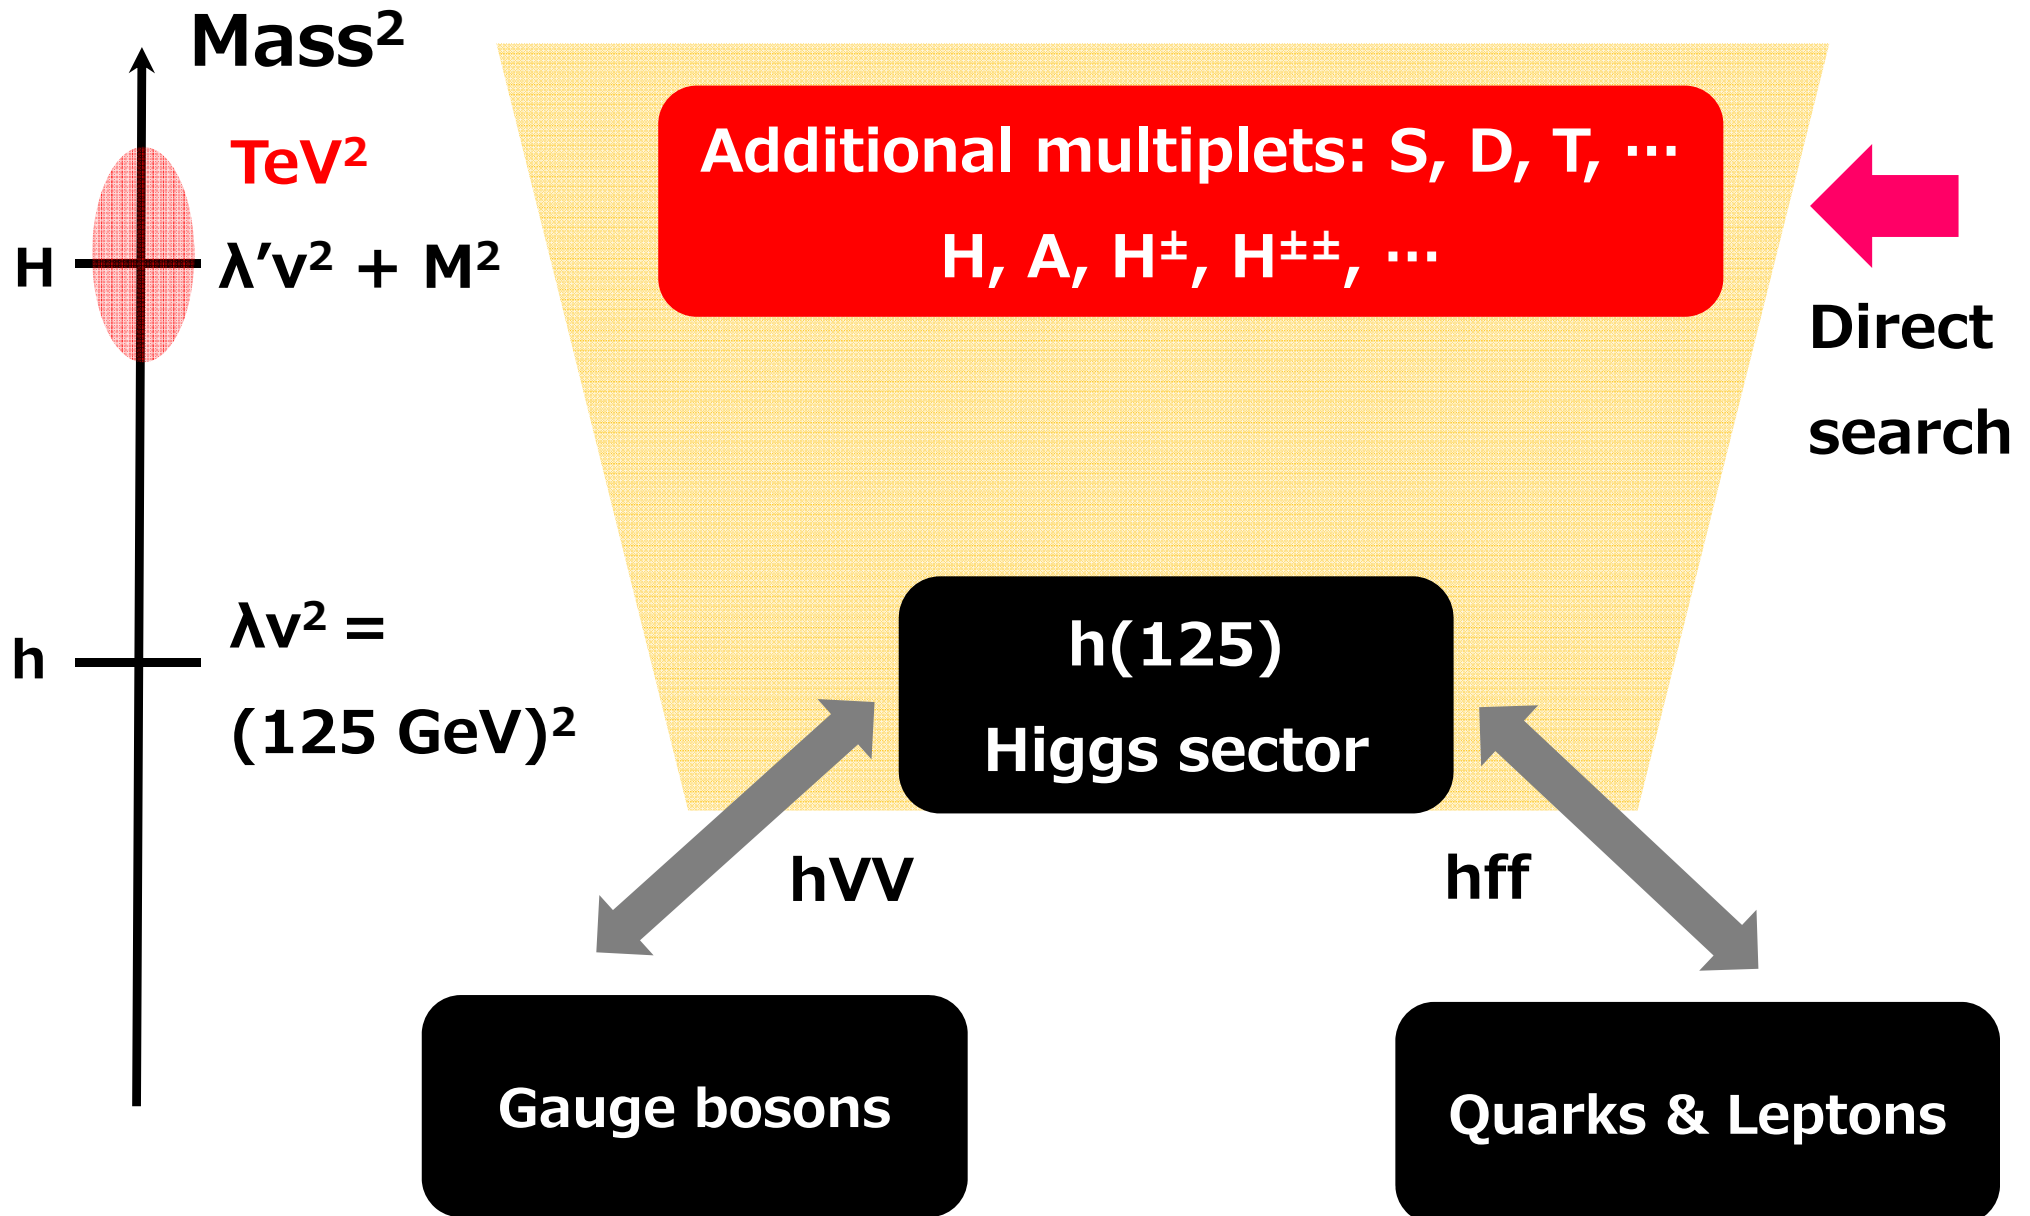 Mass²
TeV²
H
λ′v² + M²
h
λv² =
(125 GeV)²
Additional multiplets: S, D, T, ···
H, A, H±, H±±, ···
Direct
search
h(125)
Higgs sector
hVV
hff
Gauge bosons
Quarks & Leptons